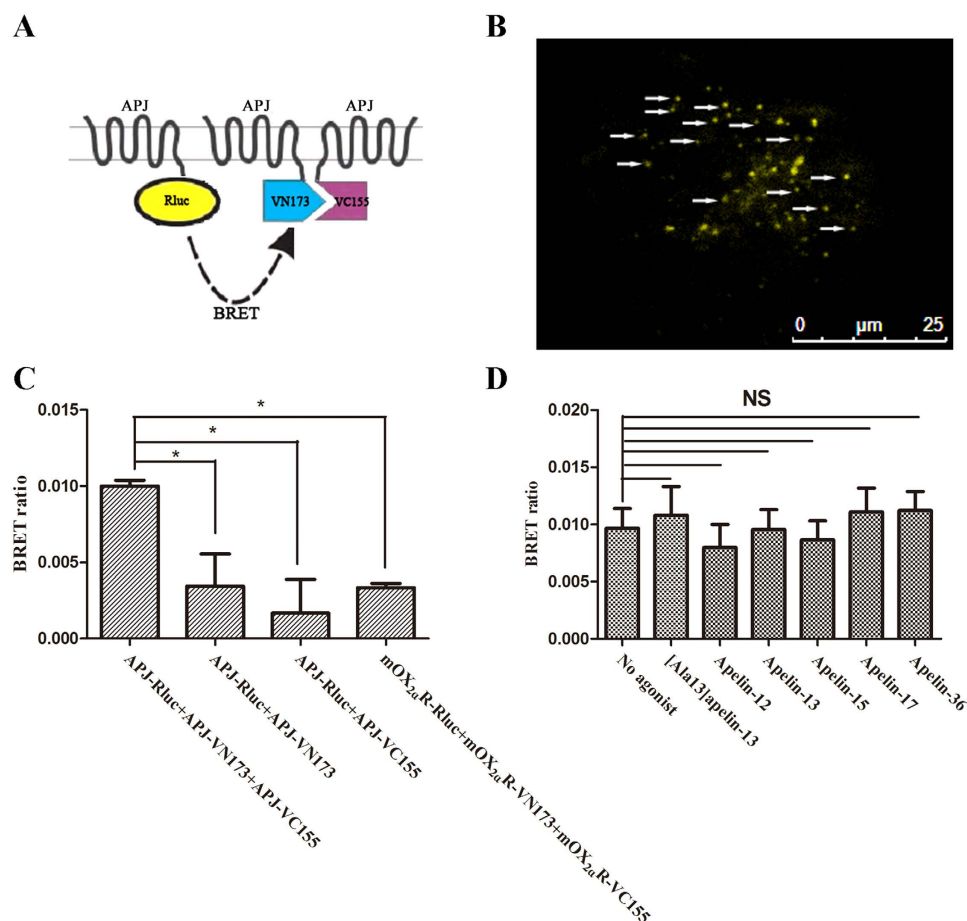 A
APJ APJ APJ
Rluc VN173 VC155
BRET
B
0 µm 25
C
BRET ratio
0.015
0.010
0.005
0.000
* * *
APJ-Rluc+APJ-VN173+APJ-VC155
APJ-Rluc+APJ-VN173
APJ-Rluc+APJ-VC155
mOX2αR-Rluc+mOX2αR-VN173+mOX2αR-VC155
D
BRET ratio
0.020
0.015
0.010
0.005
0.000
NS
No agonist
[Ala13]apelin-13
Apelin-12
Apelin-13
Apelin-15
Apelin-17
Apelin-36